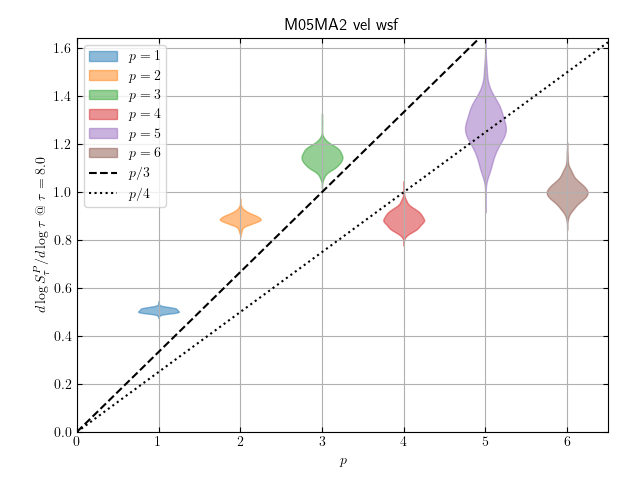 M05MA2 vel wsf
p = 1
p = 2
p = 3
p = 4
p = 5
p = 6
p/3
p/4
d log S_τ^P / d log τ @ τ = 8.0
1.6
1.4
1.2
1.0
0.8
0.6
0.4
0.2
0.0
0 1 2 3 4 5 6
p